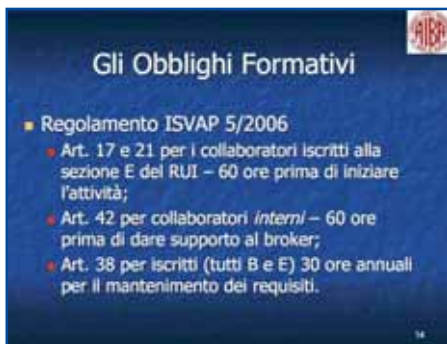 AIBA
Gli Obblighi Formativi
Regolamento ISVAP 5/2006
Art. 17 e 21 per i collaboratori iscritti alla
sezione E del RUI – 60 ore prima di iniziare
l'attività;
Art. 42 per collaboratori interni – 60 ore
prima di dare supporto al broker;
Art. 38 per iscritti (tutti B e E) 30 ore annuali
per il mantenimento dei requisiti.